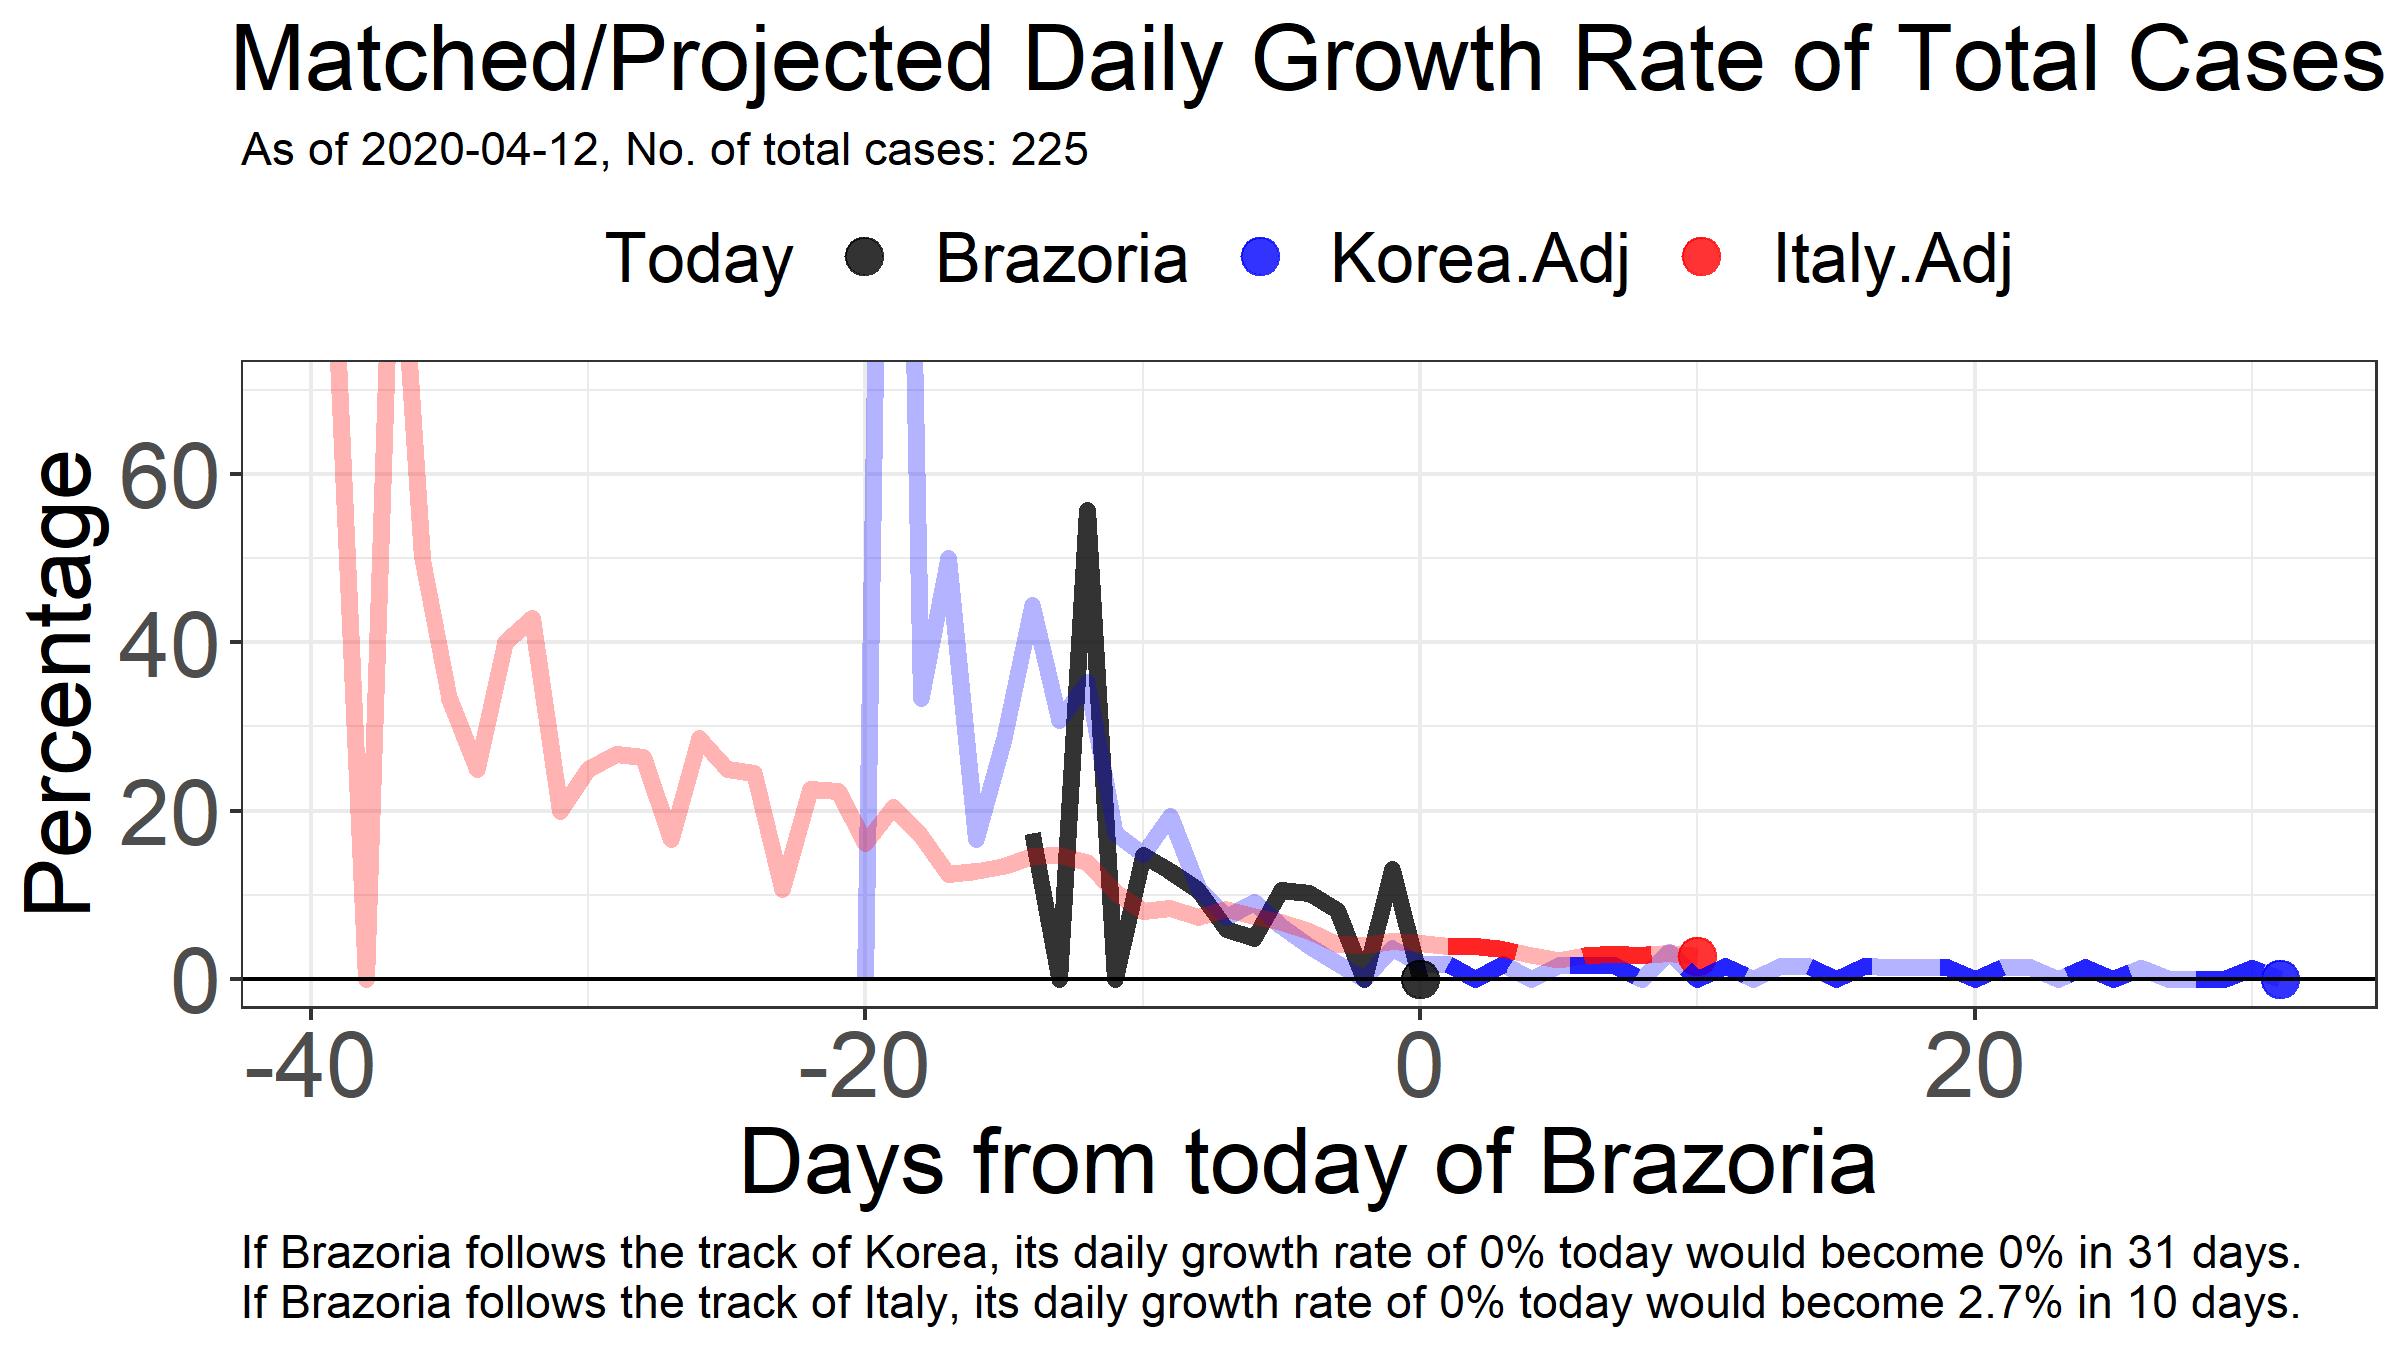 Matched/Projected Daily Growth Rate of Total Cases
As of 2020-04-12, No. of total cases: 225
Today Brazoria Korea.Adj Italy.Adj
Percentage
60
40
20
0
-40 -20 0 20
Days from today of Brazoria
If Brazoria follows the track of Korea, its daily growth rate of 0% today would become 0% in 31 days.
If Brazoria follows the track of Italy, its daily growth rate of 0% today would become 2.7% in 10 days.